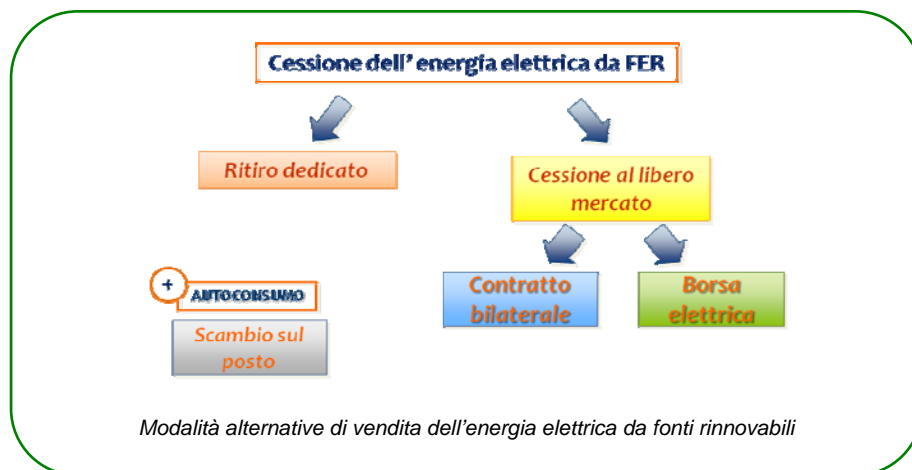 Cessione dell' energia elettrica da FER
Ritiro dedicato
Cessione al libero
mercato
Contratto
bilaterale
Borsa
elettrica
+
AUTOCONSUMO
Scambio sul
posto
Modalità alternative di vendita dell'energia elettrica da fonti rinnovabili